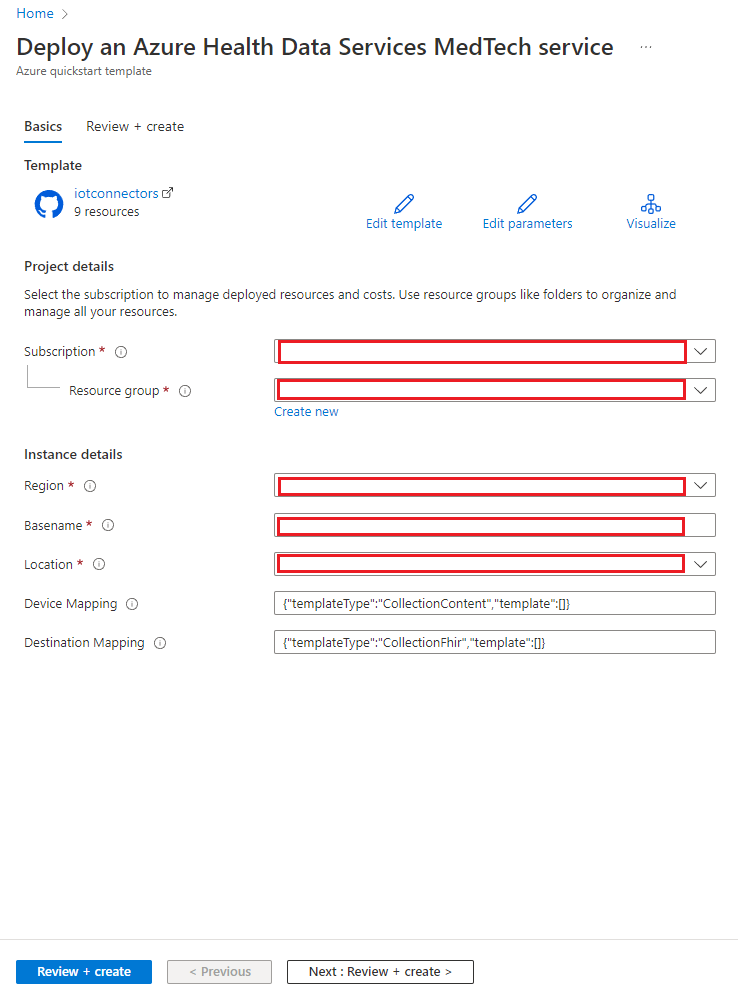 Home
Deploy an Azure Health Data Services MedTech service ...
Azure quickstart template
Basics Review + create
Template
iotconnectors
9 resources
Edit template Edit parameters Visualize
Project details
Select the subscription to manage deployed resources and costs. Use resource groups like folders to organize and
manage all your resources.
Subscription *
Resource group *
Create new
Instance details
Region *
Basename *
Location *
Device Mapping {"templateType":"CollectionContent","template":[]}
Destination Mapping {"templateType":"CollectionFhir","template":[]}
Review + create < Previous Next : Review + create >